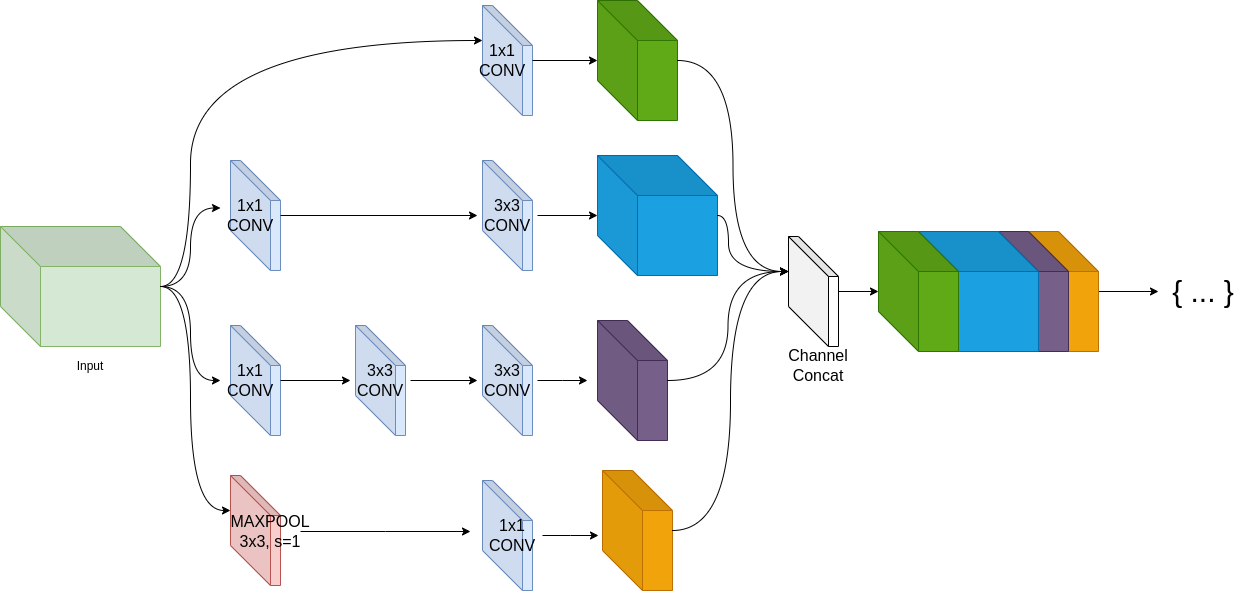 1x1
CONV
1x1
CONV
3x3
CONV
Input
1x1
CONV
3x3
CONV
3x3
CONV
MAXPOOL
3x3, s=1
1x1
CONV
Channel
Concat
{ ... }